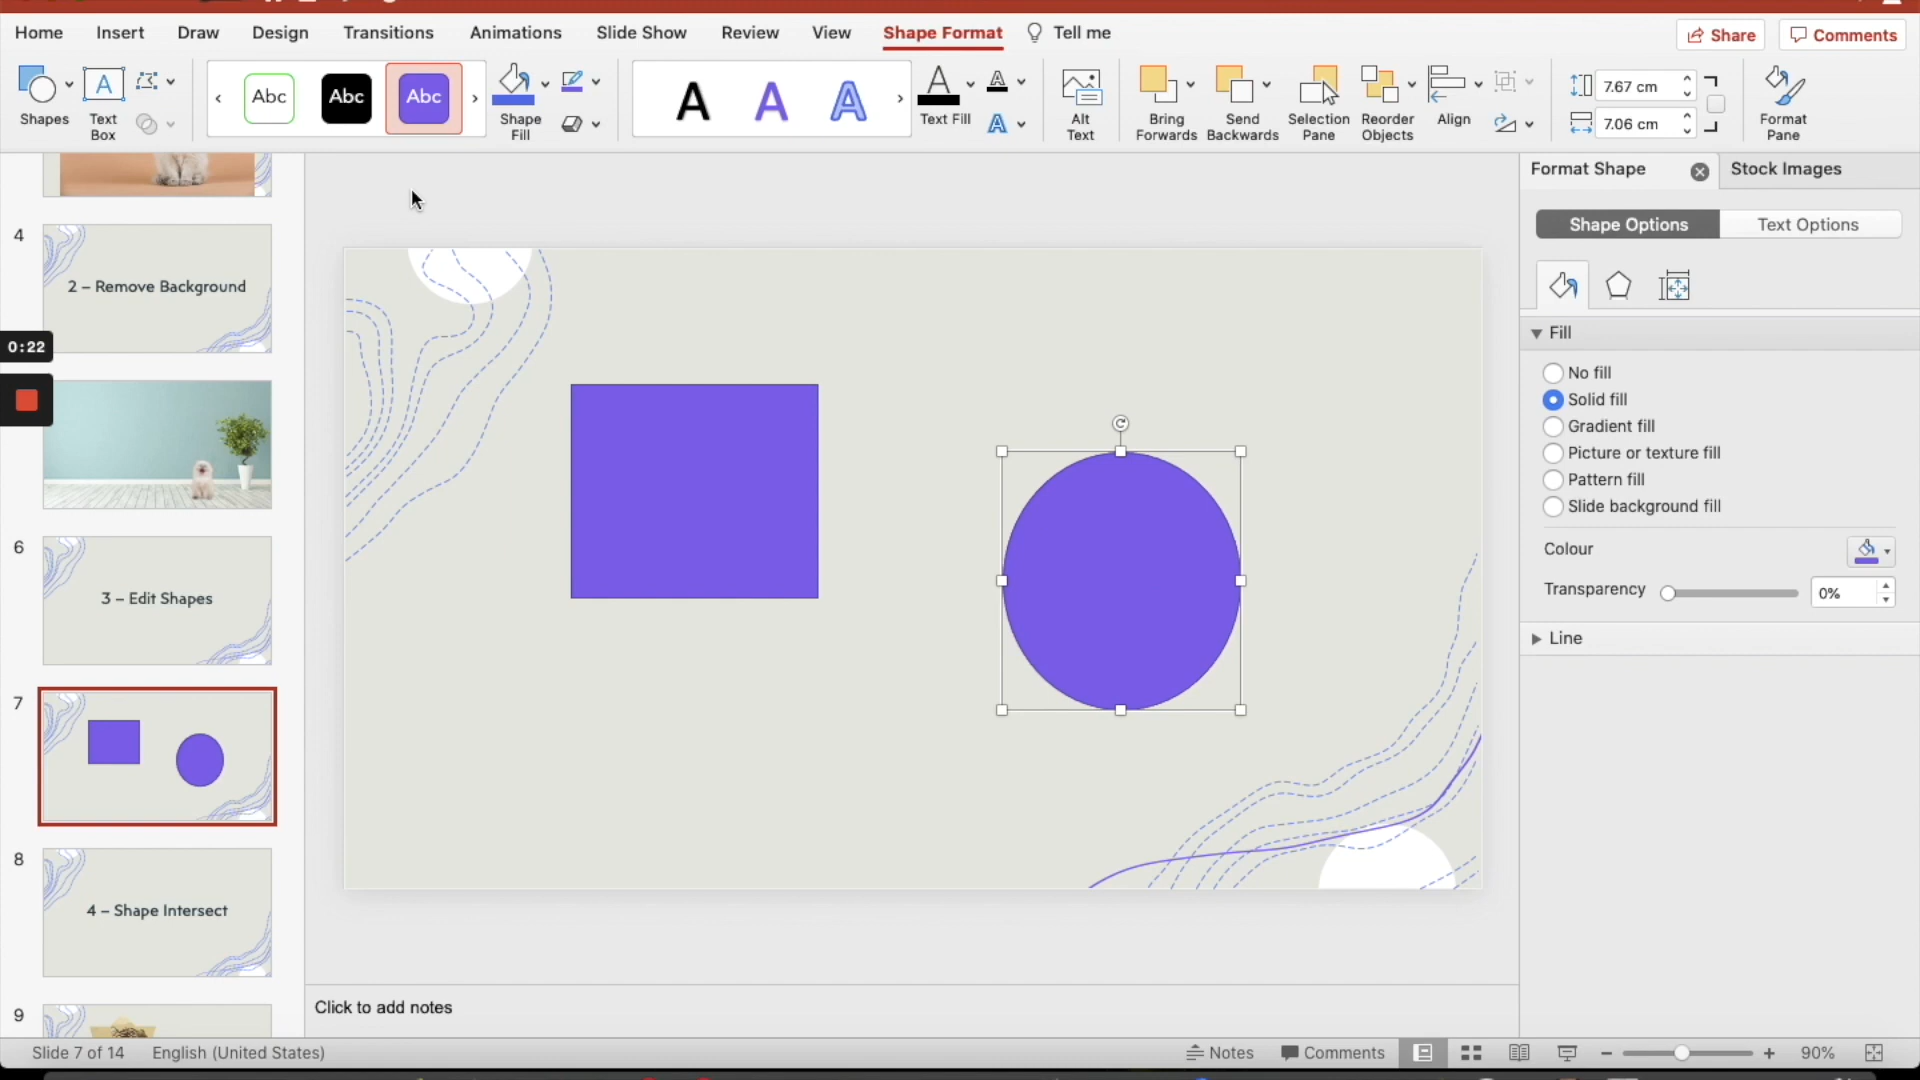 Home Insert Draw Design Transitions Animations Slide Show Review View Shape Format Tell me Share Comments
Abc Abc Abc A A A
Shapes Text Box Shape Fill Text Fill Alt Text Bring Forwards Send Backwards Selection Pane Reorder Objects Align 7.67 cm 7.06 cm Format Pane
Format Shape Stock Images
Shape Options Text Options
Fill
No fill
Solid fill
Gradient fill
Picture or texture fill
Pattern fill
Slide background fill
Colour
Transparency 0%
Line
4
2 – Remove Background
0:22
6
3 – Edit Shapes
7
8
4 – Shape Intersect
9
Click to add notes
Slide 7 of 14 English (United States) Notes Comments 90%